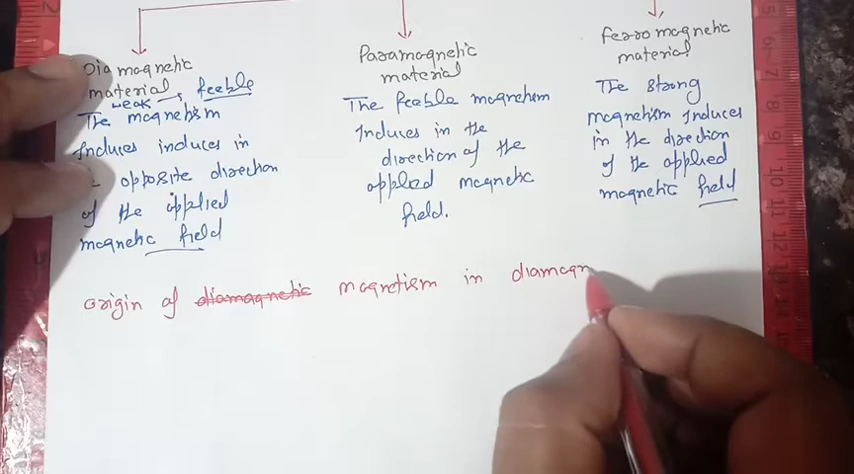 Diamagnetic
material
weak → feeble
The magnetism
Induces induces in
opposite direction
of the applied
magnetic field
Paramagnetic
material
The feeble magnetism
Induces in the
direction of the
applied magnetic
field.
Ferromagnetic
material
The strong
magnetism Induces
in the direction
of the applied
magnetic field
Origin of diamagnetic magnetism in diamagn